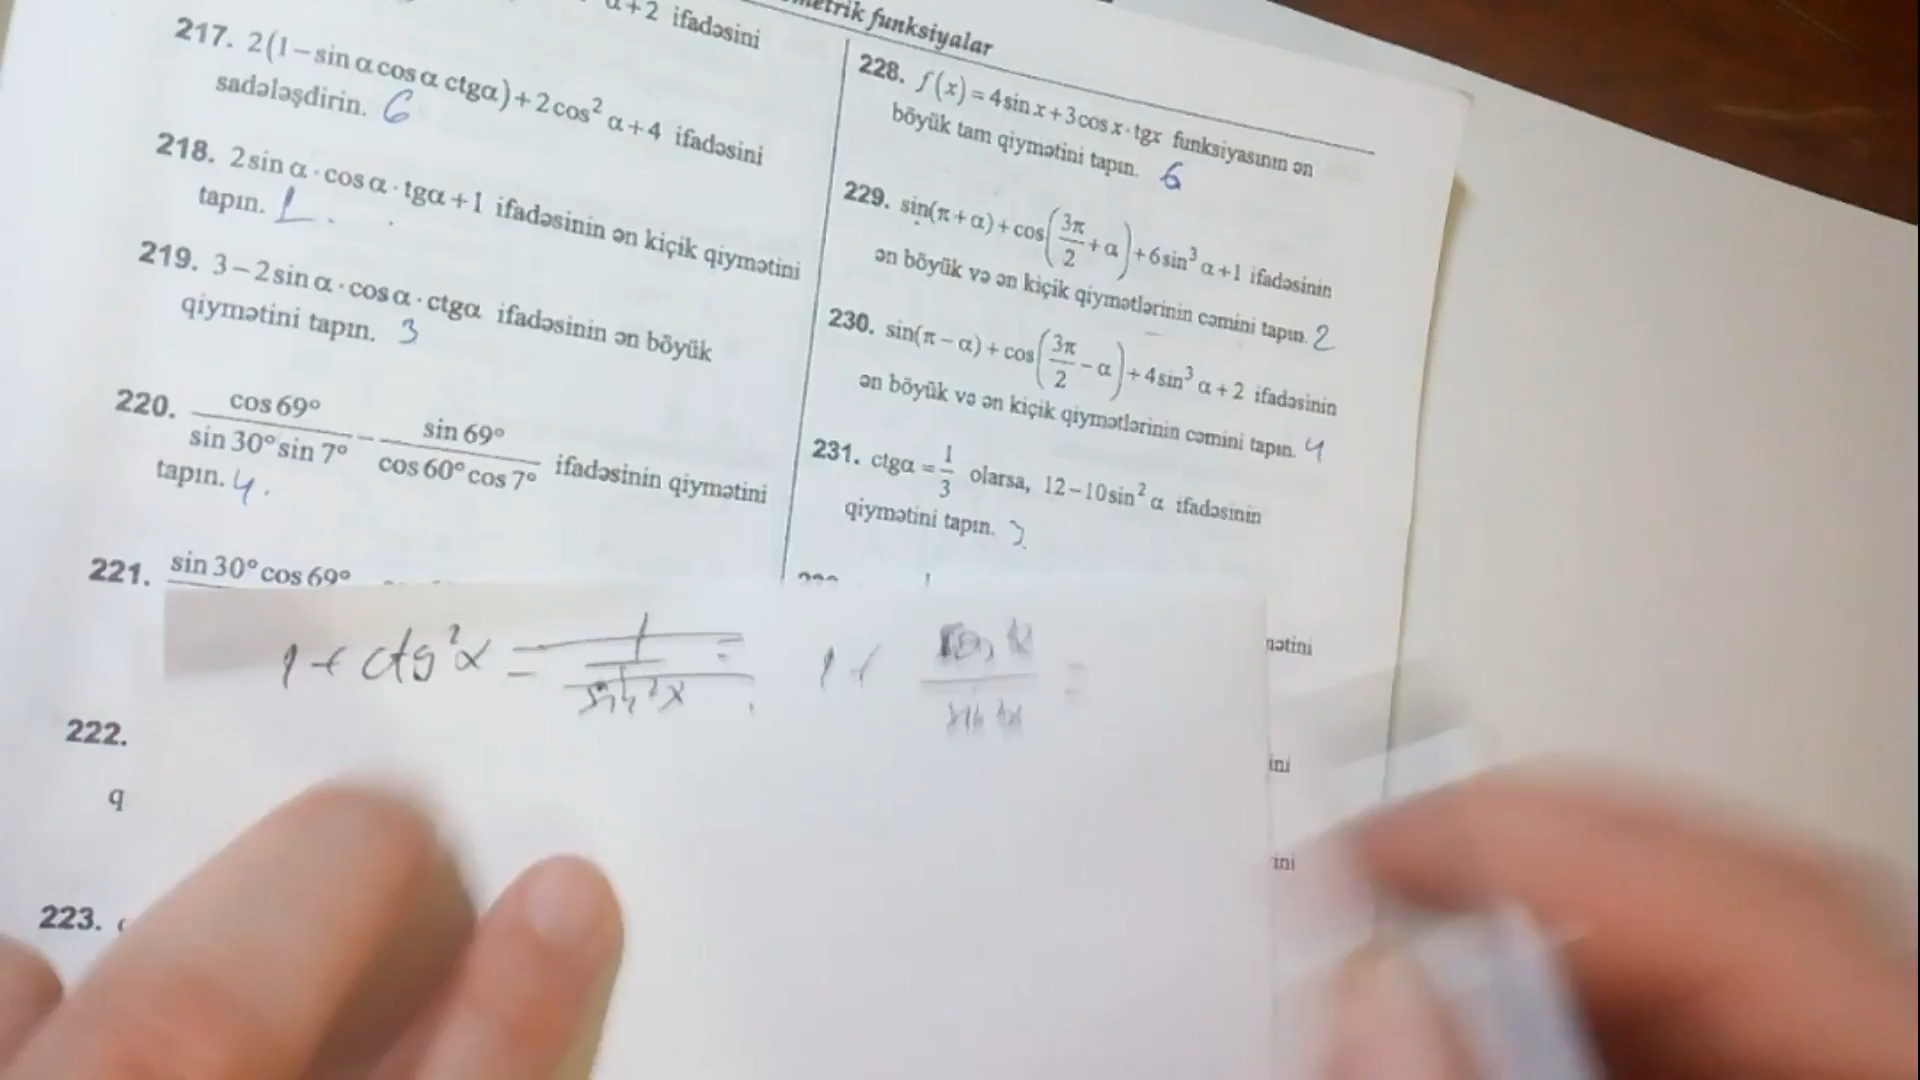 metrik funksiyalar
α+2 ifadəsini
217. 2(1−sin α cos α ctgα)+2cos² α+4 ifadəsini
sadələşdirin. 6
218. 2sin α·cos α·tgα+1 ifadəsinin ən kiçik qiymətini
tapın. 1.
219. 3−2sin α·cos α·ctgα ifadəsinin ən böyük
qiymətini tapın. 3
220. cos 69° / sin 30° sin 7° − sin 69° / cos 60° cos 7° ifadəsinin qiymətini
tapın. 4.
221. sin 30° cos 69°
222.
q
223.
228. f(x)=4sin x+3cos x·tgx funksiyasının ən
böyük tam qiymətini tapın. 6
229. sin(π+α)+cos(3π/2+α)+6sin³ α+1 ifadəsinin
ən böyük və ən kiçik qiymətlərinin cəmini tapın. 2
230. sin(π−α)+cos(3π/2−α)+4sin³ α+2 ifadəsinin
ən böyük və ən kiçik qiymətlərinin cəmini tapın. 4
231. ctgα=1/3 olarsa, 12−10sin² α ifadəsinin
qiymətini tapın. 3
mətini
ini
ini
1+ctg²α = 1/sin²x